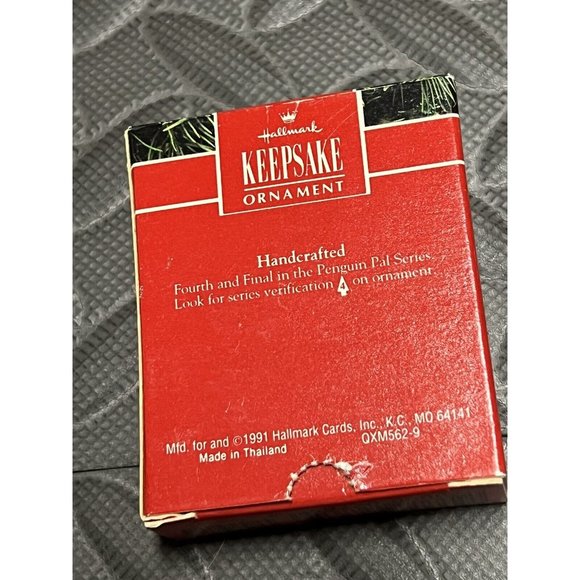 Hallmark
KEEPSAKE
ORNAMENT
Handcrafted
Fourth and Final in the Penguin Pal Series.
Look for series verification 4 on ornament.
Mfd. for and ©1991 Hallmark Cards, Inc., K.C., MO 64141
Made in Thailand QXM562-9